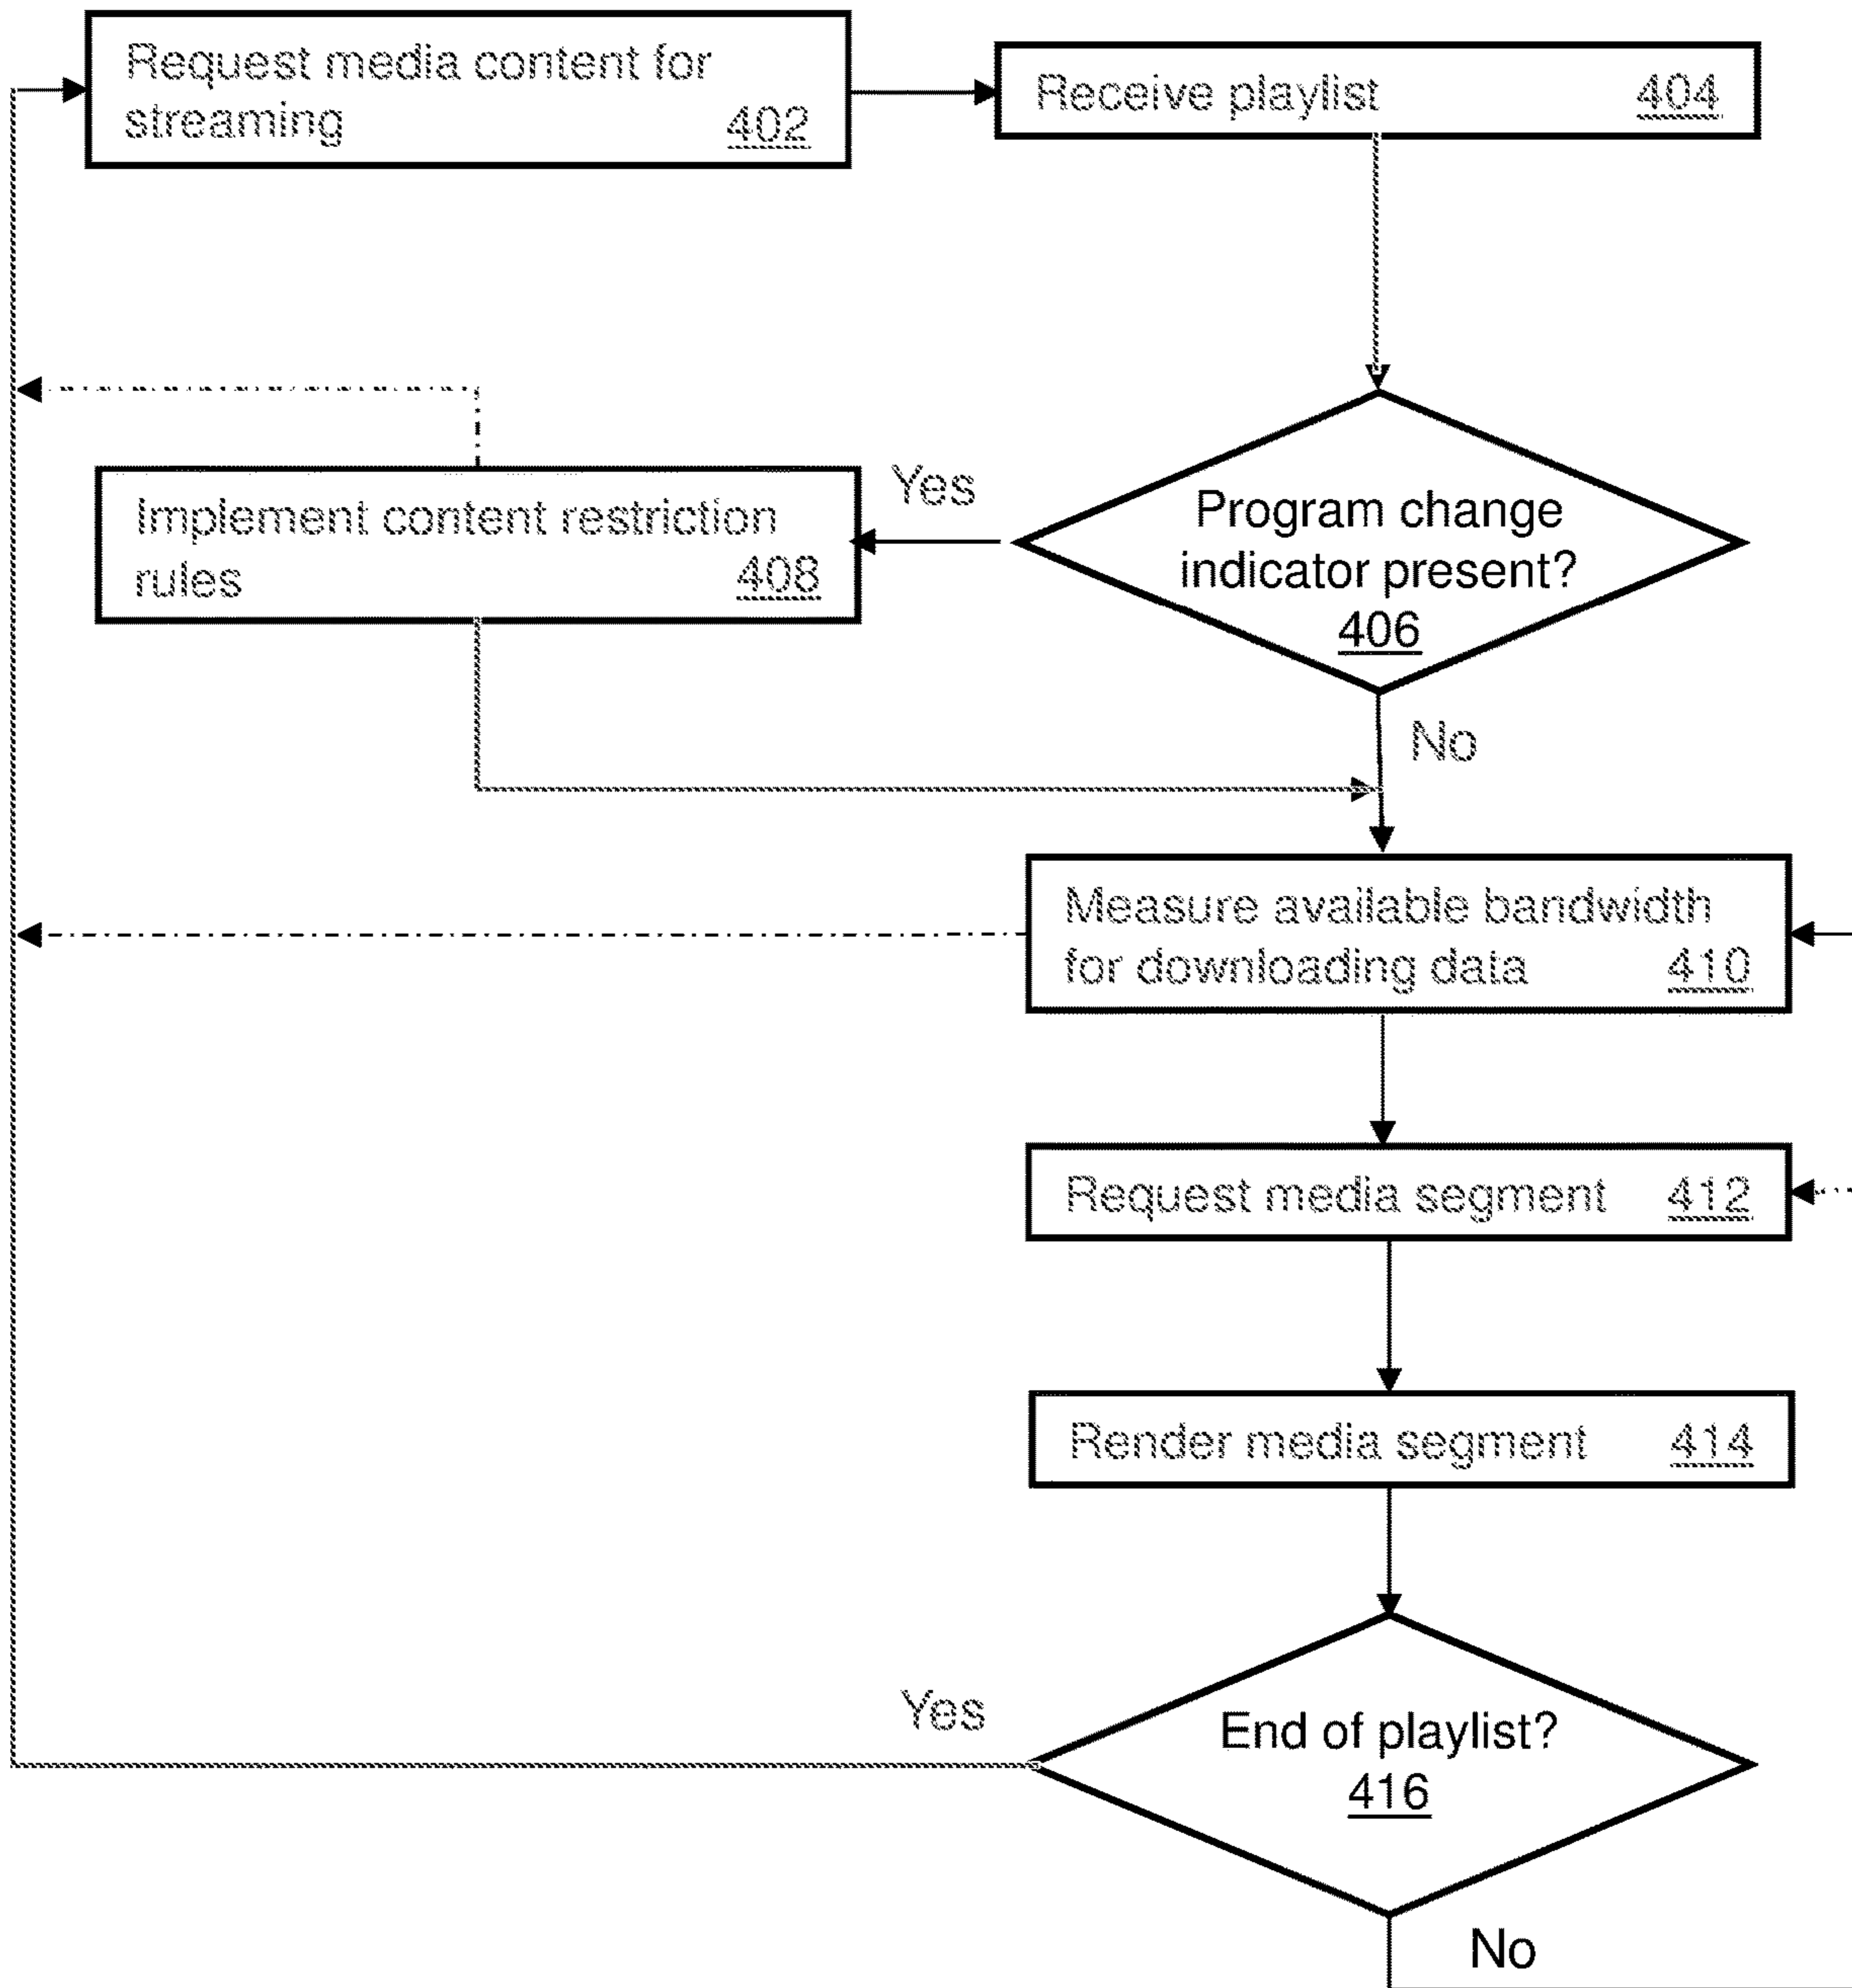 Request media content for
streaming 402
Receive playlist 404
Yes
Program change
indicator present?
406
Implement content restriction
rules 408
No
Measure available bandwidth
for downloading data 410
Request media segment 412
Render media segment 414
Yes
End of playlist?
416
No